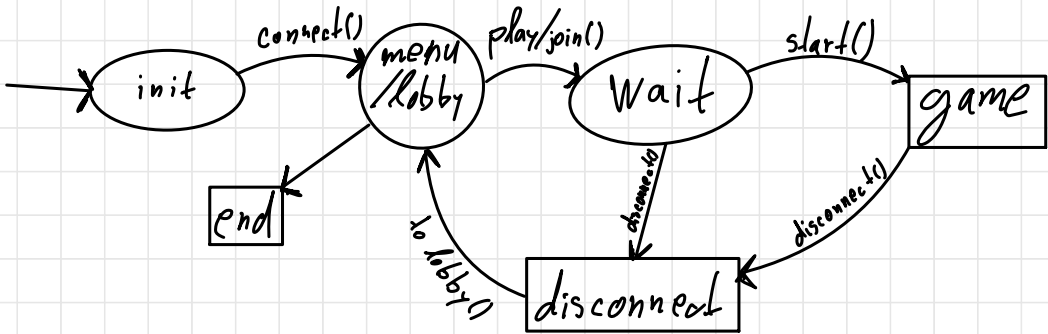 connect()
init
menu
/lobby
play/join()
Wait
start()
game
end
disconnect()
disconnect()
to lobby()
disconnect